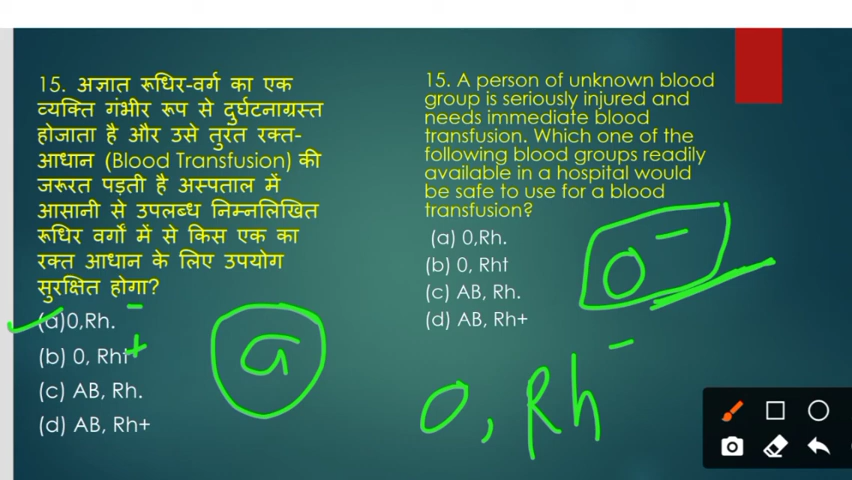 15. अज्ञात रूधिर-वर्ग का एक
व्यक्ति गंभीर रूप से दुर्घटनाग्रस्त
होजाता है और उसे तुरत रक्त-
आधान (Blood Transfusion) की
जरूरत पड़ती है अस्पताल में
आसानी से उपलब्ध निम्नलिखित
रूधिर वर्गों में से किस एक का
रक्त आधान के लिए उपयोग
सुरक्षित होगा?
(a)0,Rh. -
(b) 0, Rht +
(c) AB, Rh.
(d) AB, Rh+
a
15. A person of unknown blood
group is seriously injured and
needs immediate blood
transfusion. Which one of the
following blood groups readily
available in a hospital would
be safe to use for a blood
transfusion?
(a) 0,Rh.
(b) 0, Rht
(c) AB, Rh.
(d) AB, Rh+
O-
O, Rh-